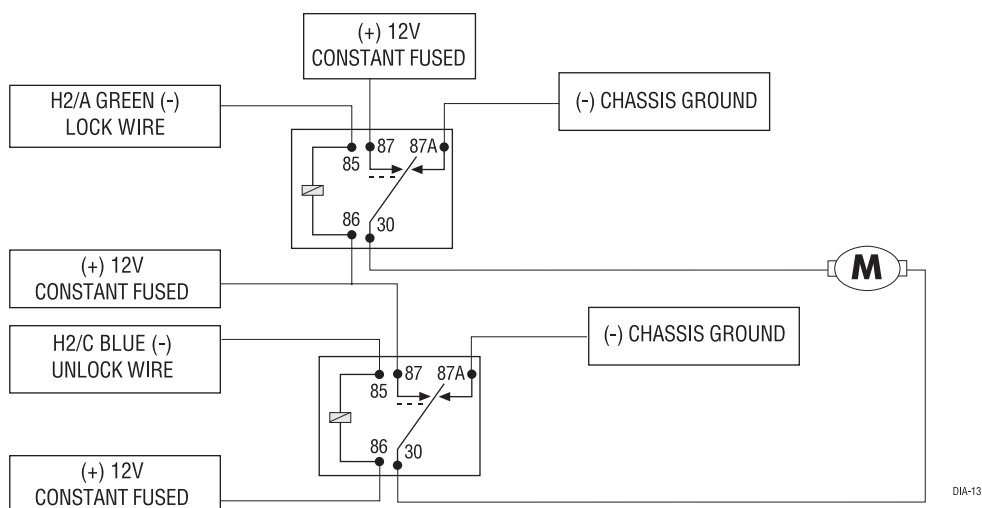 (+) 12V
CONSTANT FUSED
H2/A GREEN (-)
LOCK WIRE
(-) CHASSIS GROUND
85
87
87A
86
30
(+) 12V
CONSTANT FUSED
M
H2/C BLUE (-)
UNLOCK WIRE
(-) CHASSIS GROUND
85
87
87A
86
30
(+) 12V
CONSTANT FUSED
DIA-13